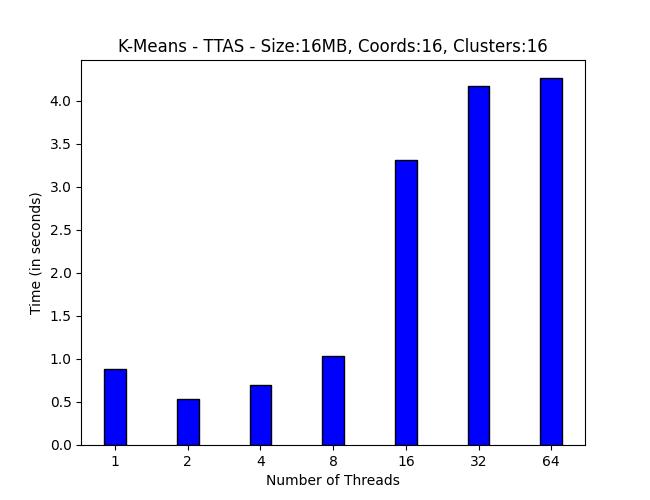 K-Means - TTAS - Size:16MB, Coords:16, Clusters:16
4.0
3.5
3.0
2.5
2.0
1.5
1.0
0.5
0.0
Time (in seconds)
1 2 4 8 16 32 64
Number of Threads